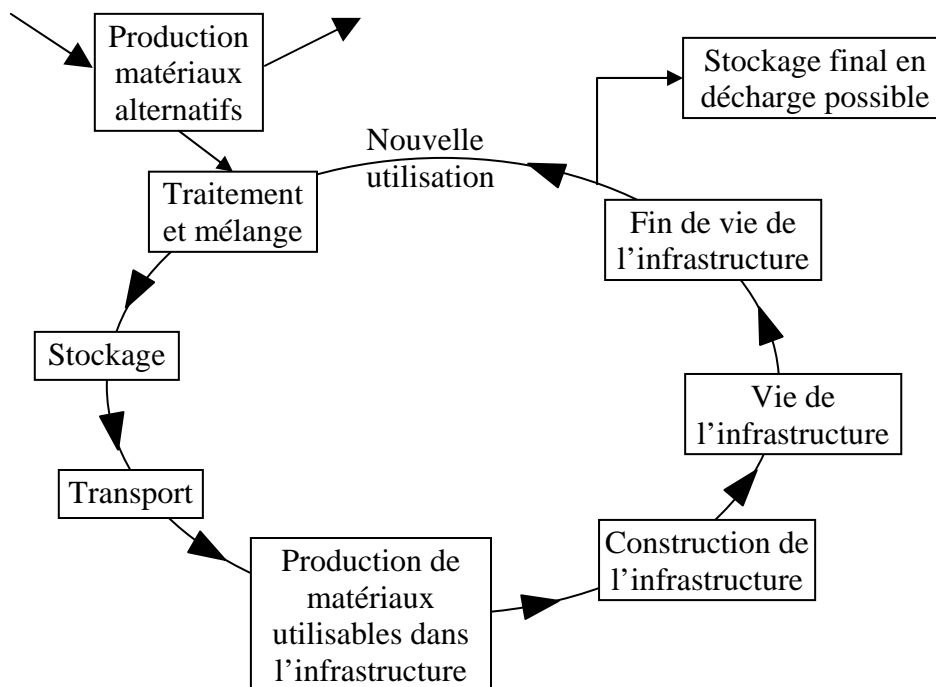 Production
matériaux
alternatifs
Stockage final en
décharge possible
Nouvelle
utilisation
Traitement
et mélange
Fin de vie de
l’infrastructure
Stockage
Vie de
l’infrastructure
Transport
Construction de
l’infrastructure
Production de
matériaux
utilisables dans
l’infrastructure